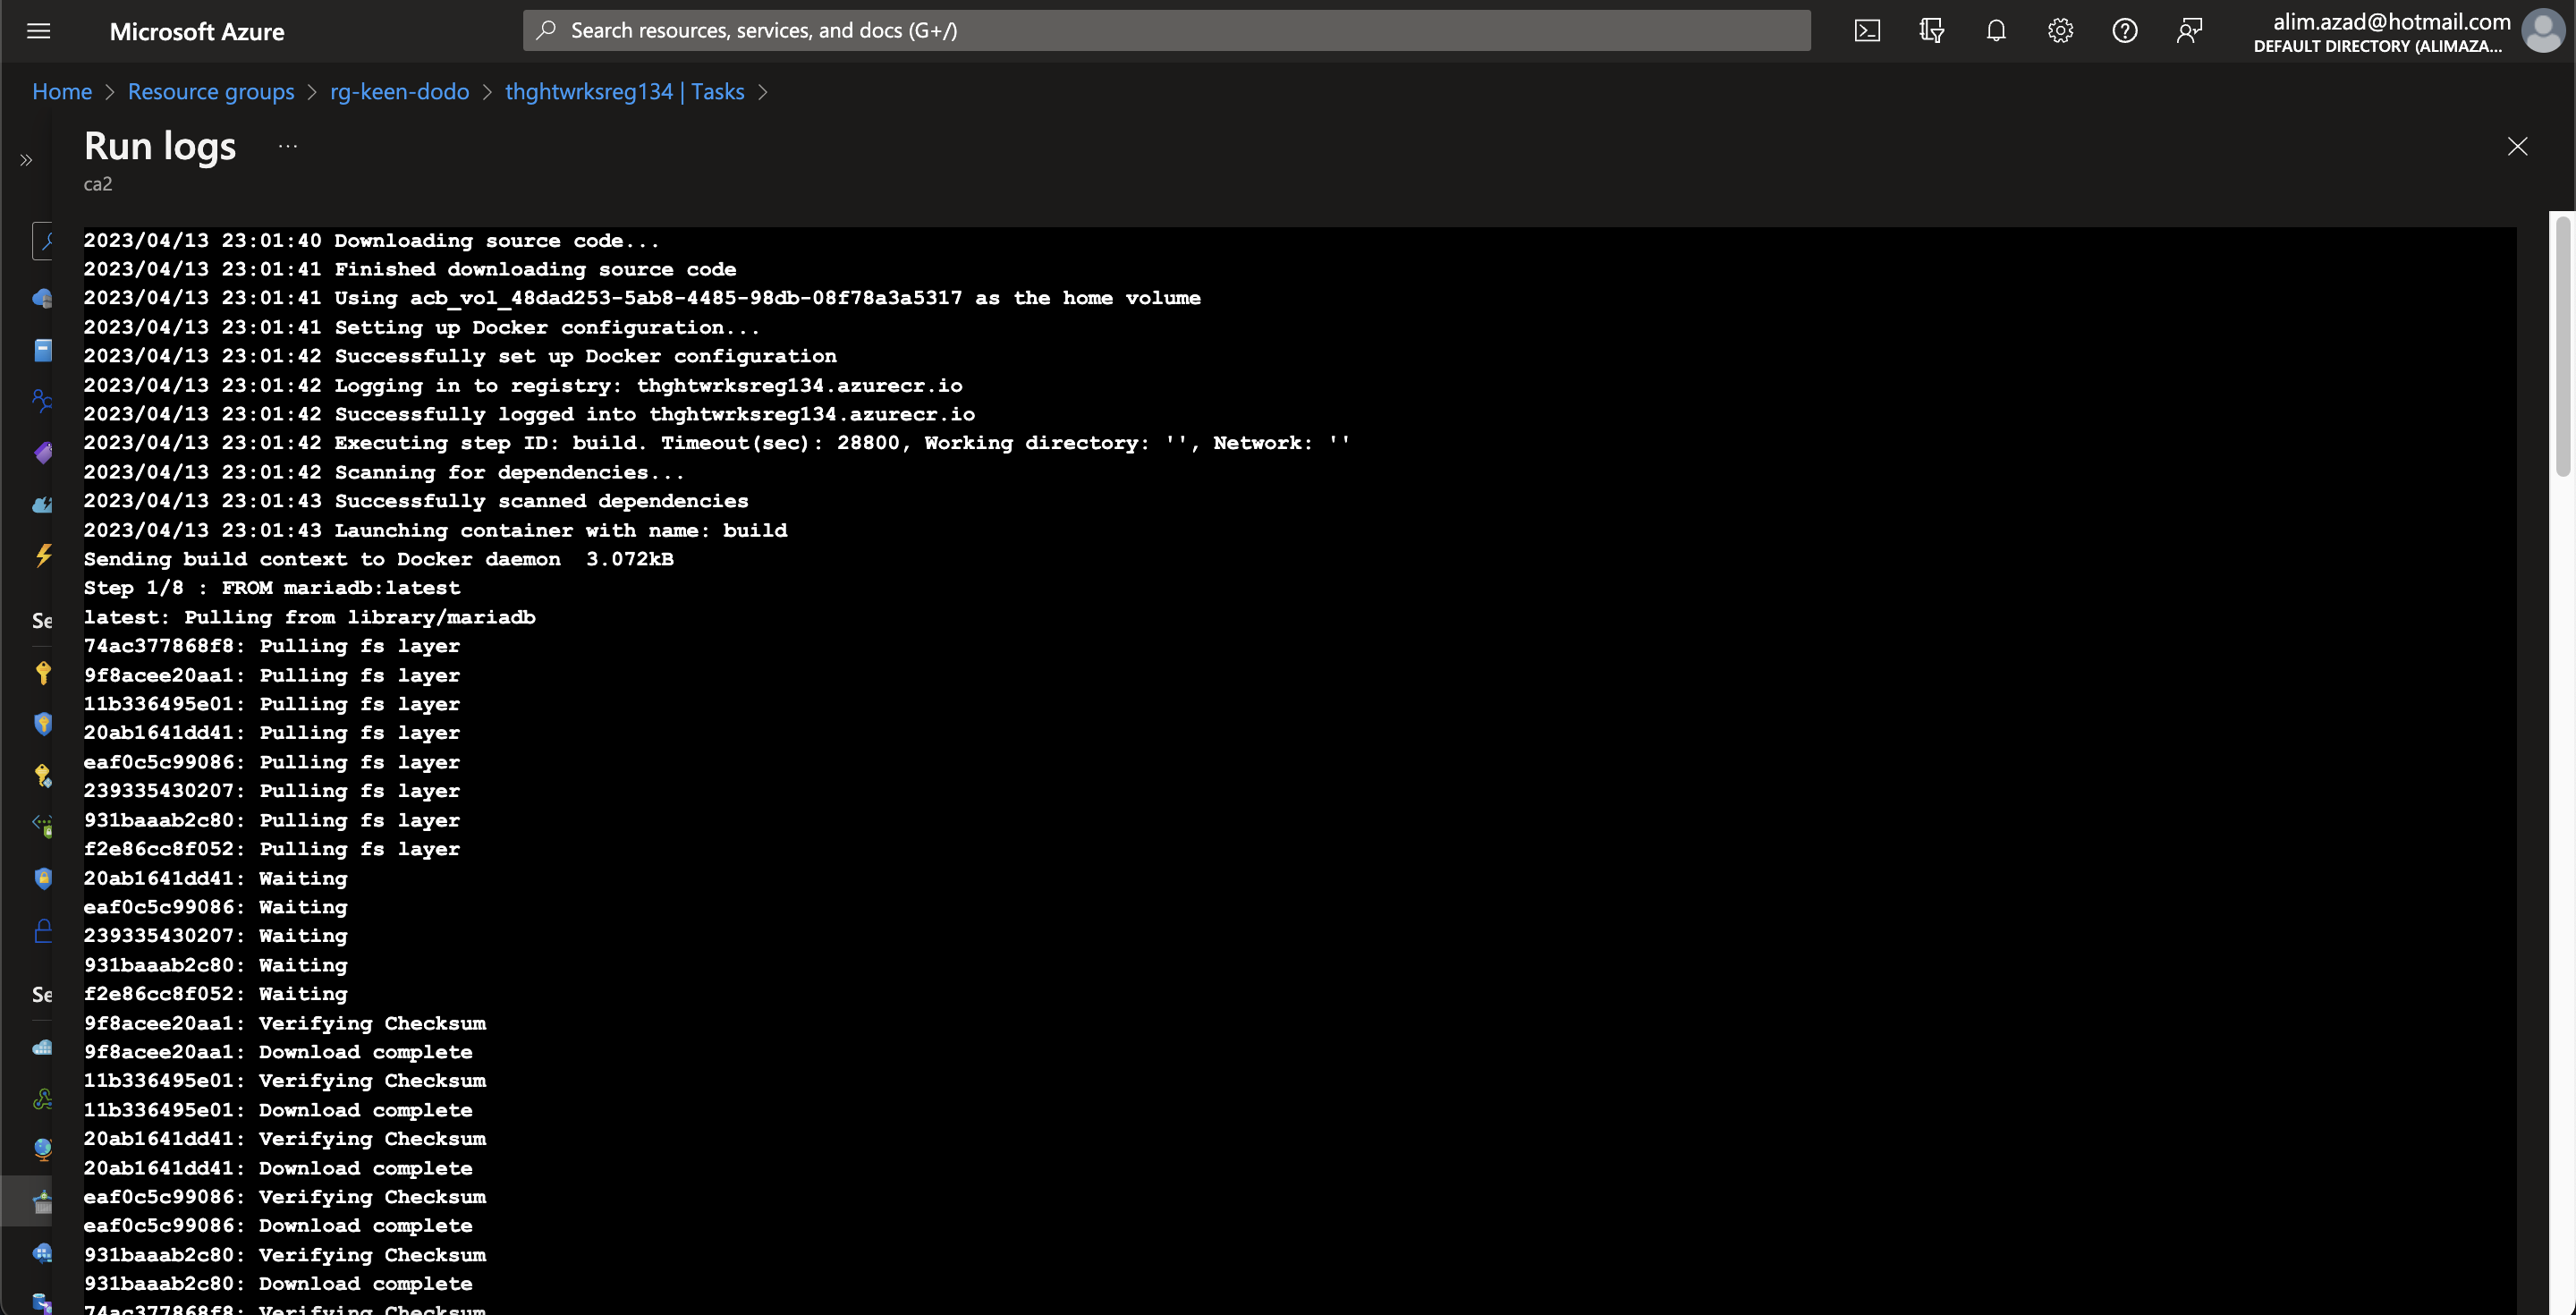 Microsoft Azure
Search resources, services, and docs (G+/)
alim.azad@hotmail.com
DEFAULT DIRECTORY (ALIMAZA...
Home > Resource groups > rg-keen-dodo > thghtwrksreg134 | Tasks >
Run logs ...
ca2
2023/04/13 23:01:40 Downloading source code...
2023/04/13 23:01:41 Finished downloading source code
2023/04/13 23:01:41 Using acb_vol_48dad253-5ab8-4485-98db-08f78a3a5317 as the home volume
2023/04/13 23:01:41 Setting up Docker configuration...
2023/04/13 23:01:42 Successfully set up Docker configuration
2023/04/13 23:01:42 Logging in to registry: thghtwrksreg134.azurecr.io
2023/04/13 23:01:42 Successfully logged into thghtwrksreg134.azurecr.io
2023/04/13 23:01:42 Executing step ID: build. Timeout(sec): 28800, Working directory: '', Network: ''
2023/04/13 23:01:42 Scanning for dependencies...
2023/04/13 23:01:43 Successfully scanned dependencies
2023/04/13 23:01:43 Launching container with name: build
Sending build context to Docker daemon  3.072kB
Step 1/8 : FROM mariadb:latest
Se
latest: Pulling from library/mariadb
74ac377868f8: Pulling fs layer
9f8acee20aa1: Pulling fs layer
11b336495e01: Pulling fs layer
20ab1641dd41: Pulling fs layer
eaf0c5c99086: Pulling fs layer
239335430207: Pulling fs layer
931baaab2c80: Pulling fs layer
f2e86cc8f052: Pulling fs layer
20ab1641dd41: Waiting
eaf0c5c99086: Waiting
239335430207: Waiting
931baaab2c80: Waiting
Se
f2e86cc8f052: Waiting
9f8acee20aa1: Verifying Checksum
9f8acee20aa1: Download complete
11b336495e01: Verifying Checksum
11b336495e01: Download complete
20ab1641dd41: Verifying Checksum
20ab1641dd41: Download complete
eaf0c5c99086: Verifying Checksum
eaf0c5c99086: Download complete
931baaab2c80: Verifying Checksum
931baaab2c80: Download complete
74ac377868f8: Verifying Checksum